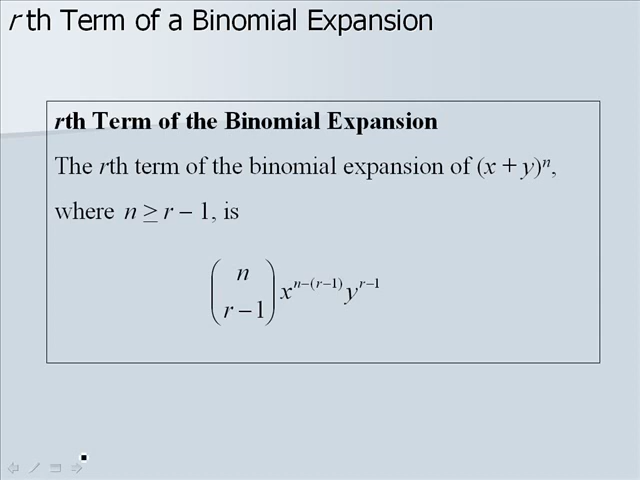 r th Term of a Binomial Expansion
rth Term of the Binomial Expansion
The rth term of the binomial expansion of (x + y)ⁿ,
where n ≥ r – 1, is
(n
r – 1) xⁿ⁻⁽ʳ⁻¹⁾ yʳ⁻¹